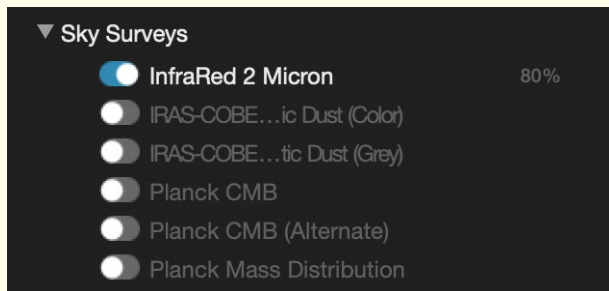 Sky Surveys
InfraRed 2 Micron 80%
IRAS-COBE…ic Dust (Color)
IRAS-COBE…tic Dust (Grey)
Planck CMB
Planck CMB (Alternate)
Planck Mass Distribution